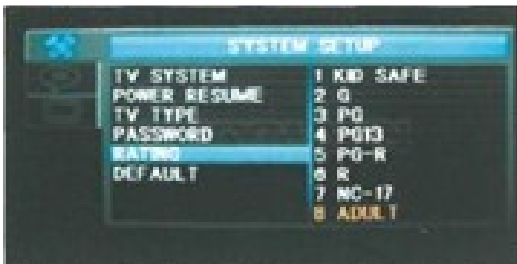 SYSTEM SETUP
TV SYSTEM
POWER RESUME
TV TYPE
PASSWORD
RATING
DEFAULT
1 KID SAFE
2 G
3 PG
4 PG13
5 PG-R
6 R
7 NC-17
8 ADULT